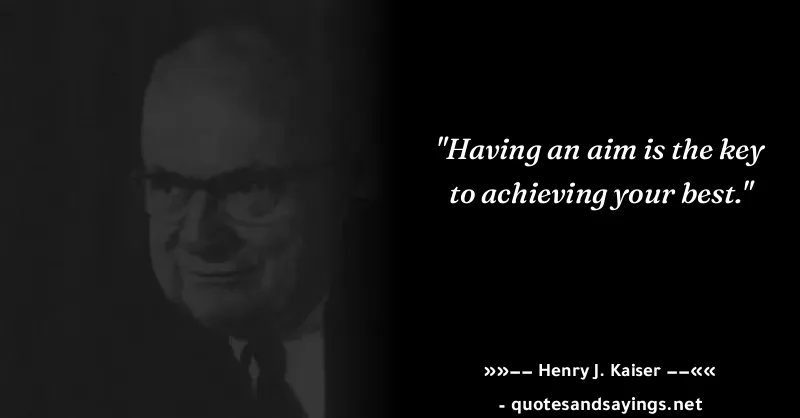 "Having an aim is the key
to achieving your best."
»»−− Henry J. Kaiser −−««
- quotesandsayings.net